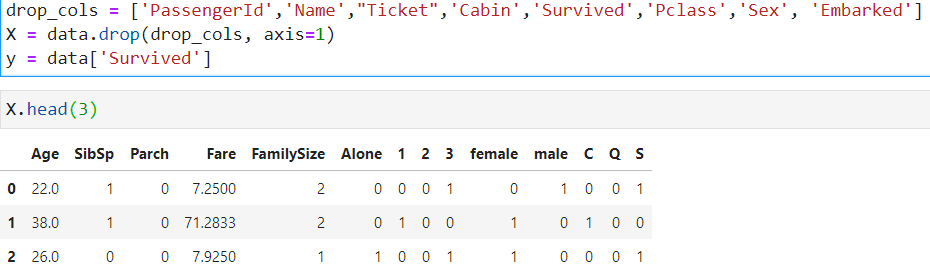 drop_cols = ['PassengerId','Name',"Ticket",'Cabin','Survived','Pclass','Sex', 'Embarked']
X = data.drop(drop_cols, axis=1)
y = data['Survived']
X.head(3)
Age SibSp Parch Fare FamilySize Alone 1 2 3 female male C Q S
0 22.0 1 0 7.2500 2 0 0 0 1 0 1 0 0 1
1 38.0 1 0 71.2833 2 0 1 0 0 1 0 1 0 0
2 26.0 0 0 7.9250 1 1 0 0 1 1 0 0 0 1